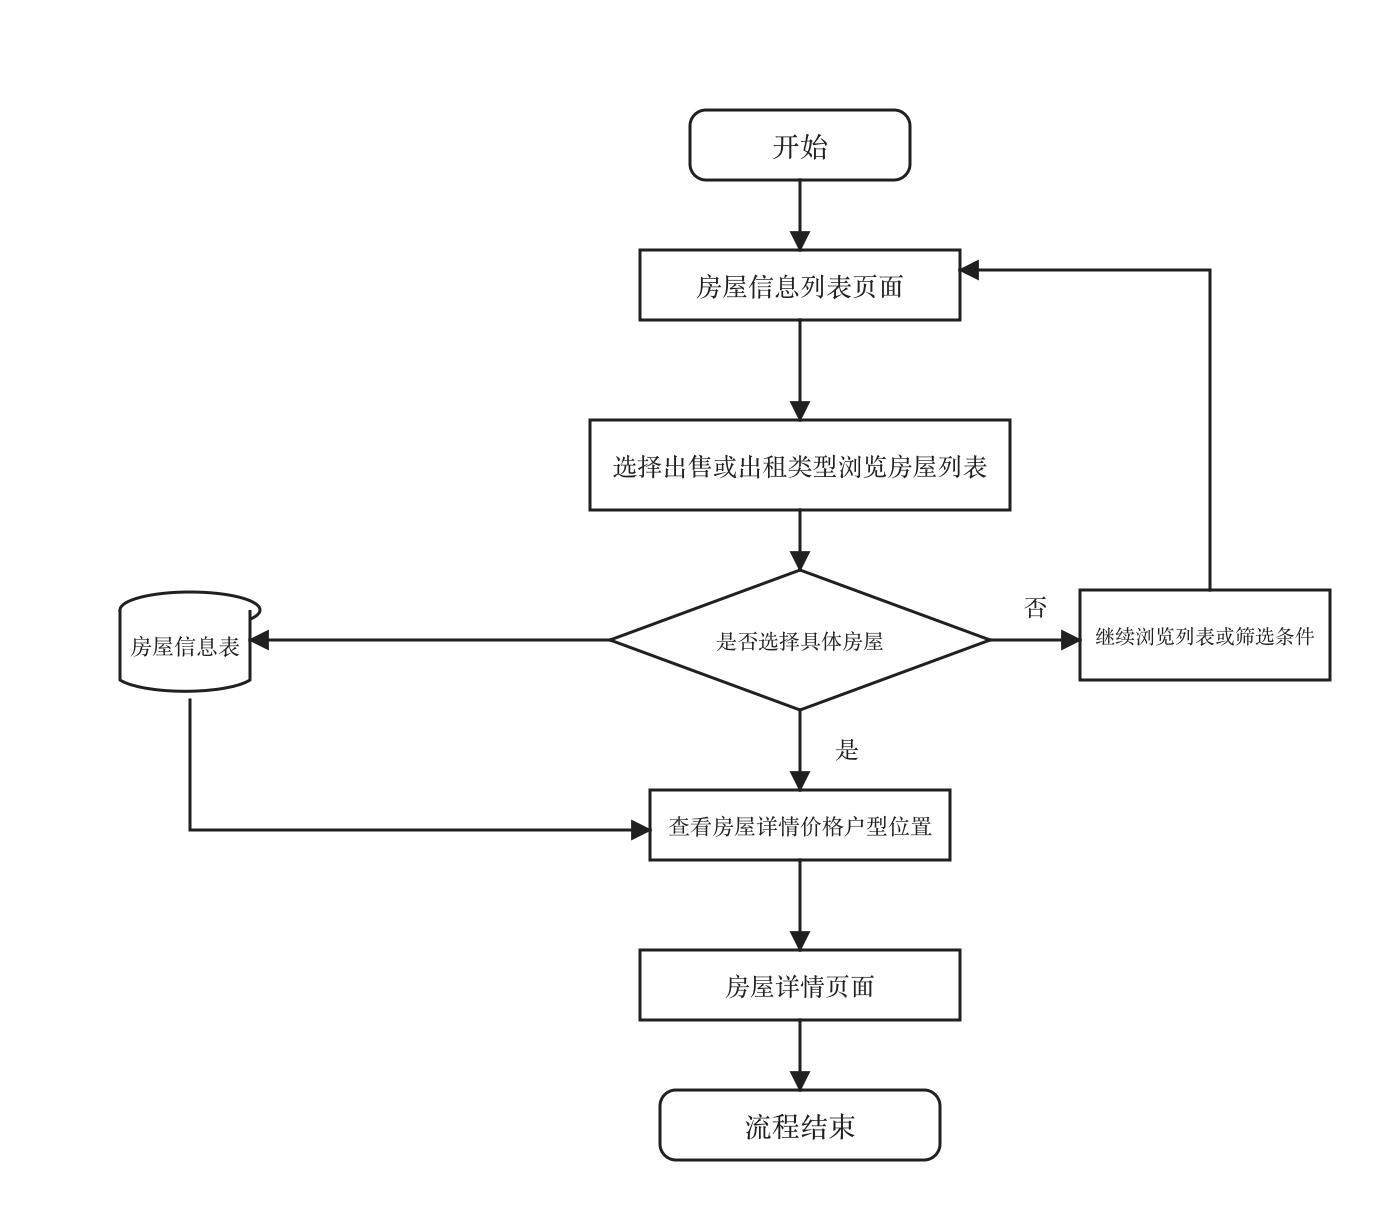 开始
房屋信息列表页面
选择出售或出租类型浏览房屋列表
否
房屋信息表
是否选择具体房屋
继续浏览列表或筛选条件
是
查看房屋详情价格户型位置
房屋详情页面
流程结束